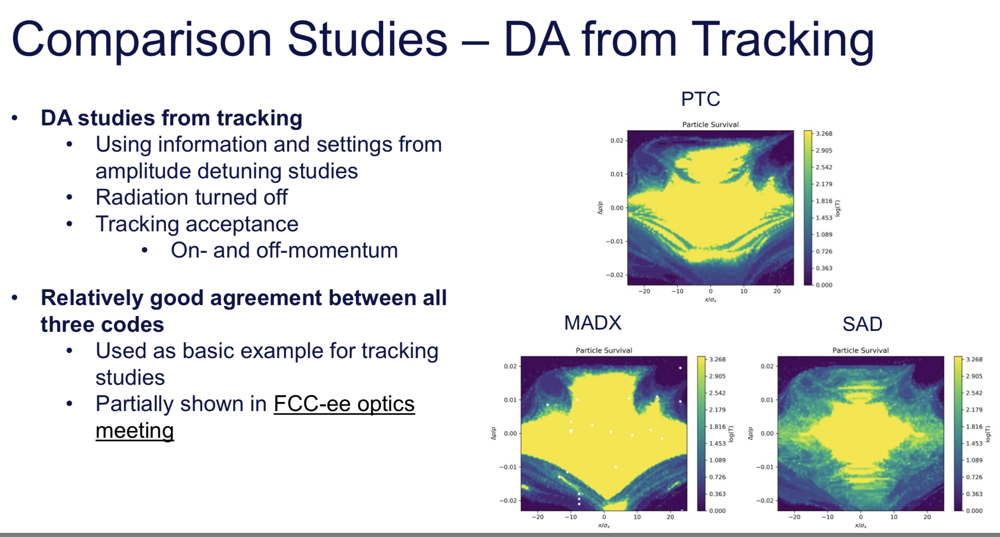 Comparison Studies – DA from Tracking
• DA studies from tracking
• Using information and settings from
amplitude detuning studies
• Radiation turned off
• Tracking acceptance
• On- and off-momentum
• Relatively good agreement between all
three codes
• Used as basic example for tracking
studies
• Partially shown in FCC-ee optics
meeting
PTC
Particle Survival
0.02
0.01
0.00
−0.01
−0.02
Δp/p
−20 −10 0 10 20
x/σx
3.268
2.905
2.542
2.179
1.816
1.453
1.089
0.726
0.363
0.000
log(T)
MADX
Particle Survival
0.02
0.01
0.00
−0.01
−0.02
Δp/p
−20 −10 0 10 20
x/σx
3.268
2.905
2.542
2.179
1.816
1.453
1.089
0.726
0.363
0.000
log(T)
SAD
Particle Survival
0.02
0.01
0.00
−0.01
−0.02
Δp/p
−20 −10 0 10 20
x/σx
3.268
2.905
2.542
2.179
1.816
1.453
1.089
0.726
0.363
0.000
log(T)